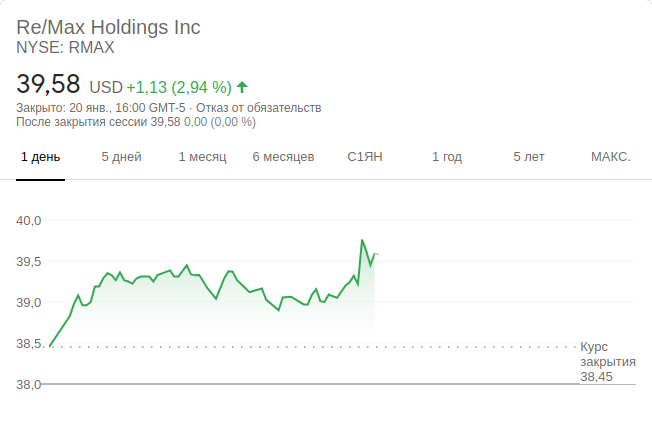 Re/Max Holdings Inc
NYSE: RMAX
39,58 USD +1,13 (2,94 %)
Закрыто: 20 янв., 16:00 GMT-5 · Отказ от обязательств
После закрытия сессии 39,58 0,00 (0,00 %)
1 день 5 дней 1 месяц 6 месяцев С1ЯН 1 год 5 лет МАКС.
40,0
39,5
39,0
38,5
38,0
Курс
закрытия
38,45